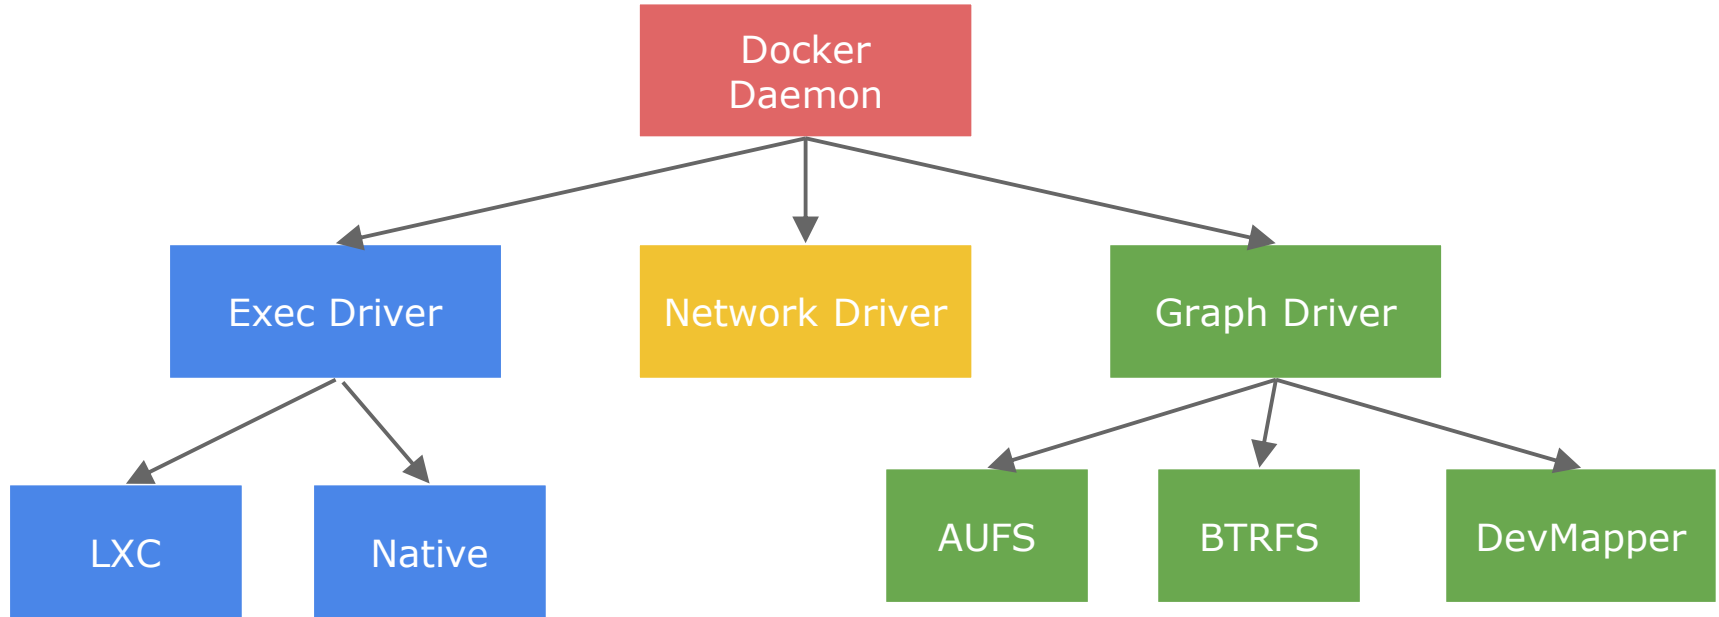 Docker
Daemon
Exec Driver
Network Driver
Graph Driver
LXC
Native
AUFS
BTRFS
DevMapper